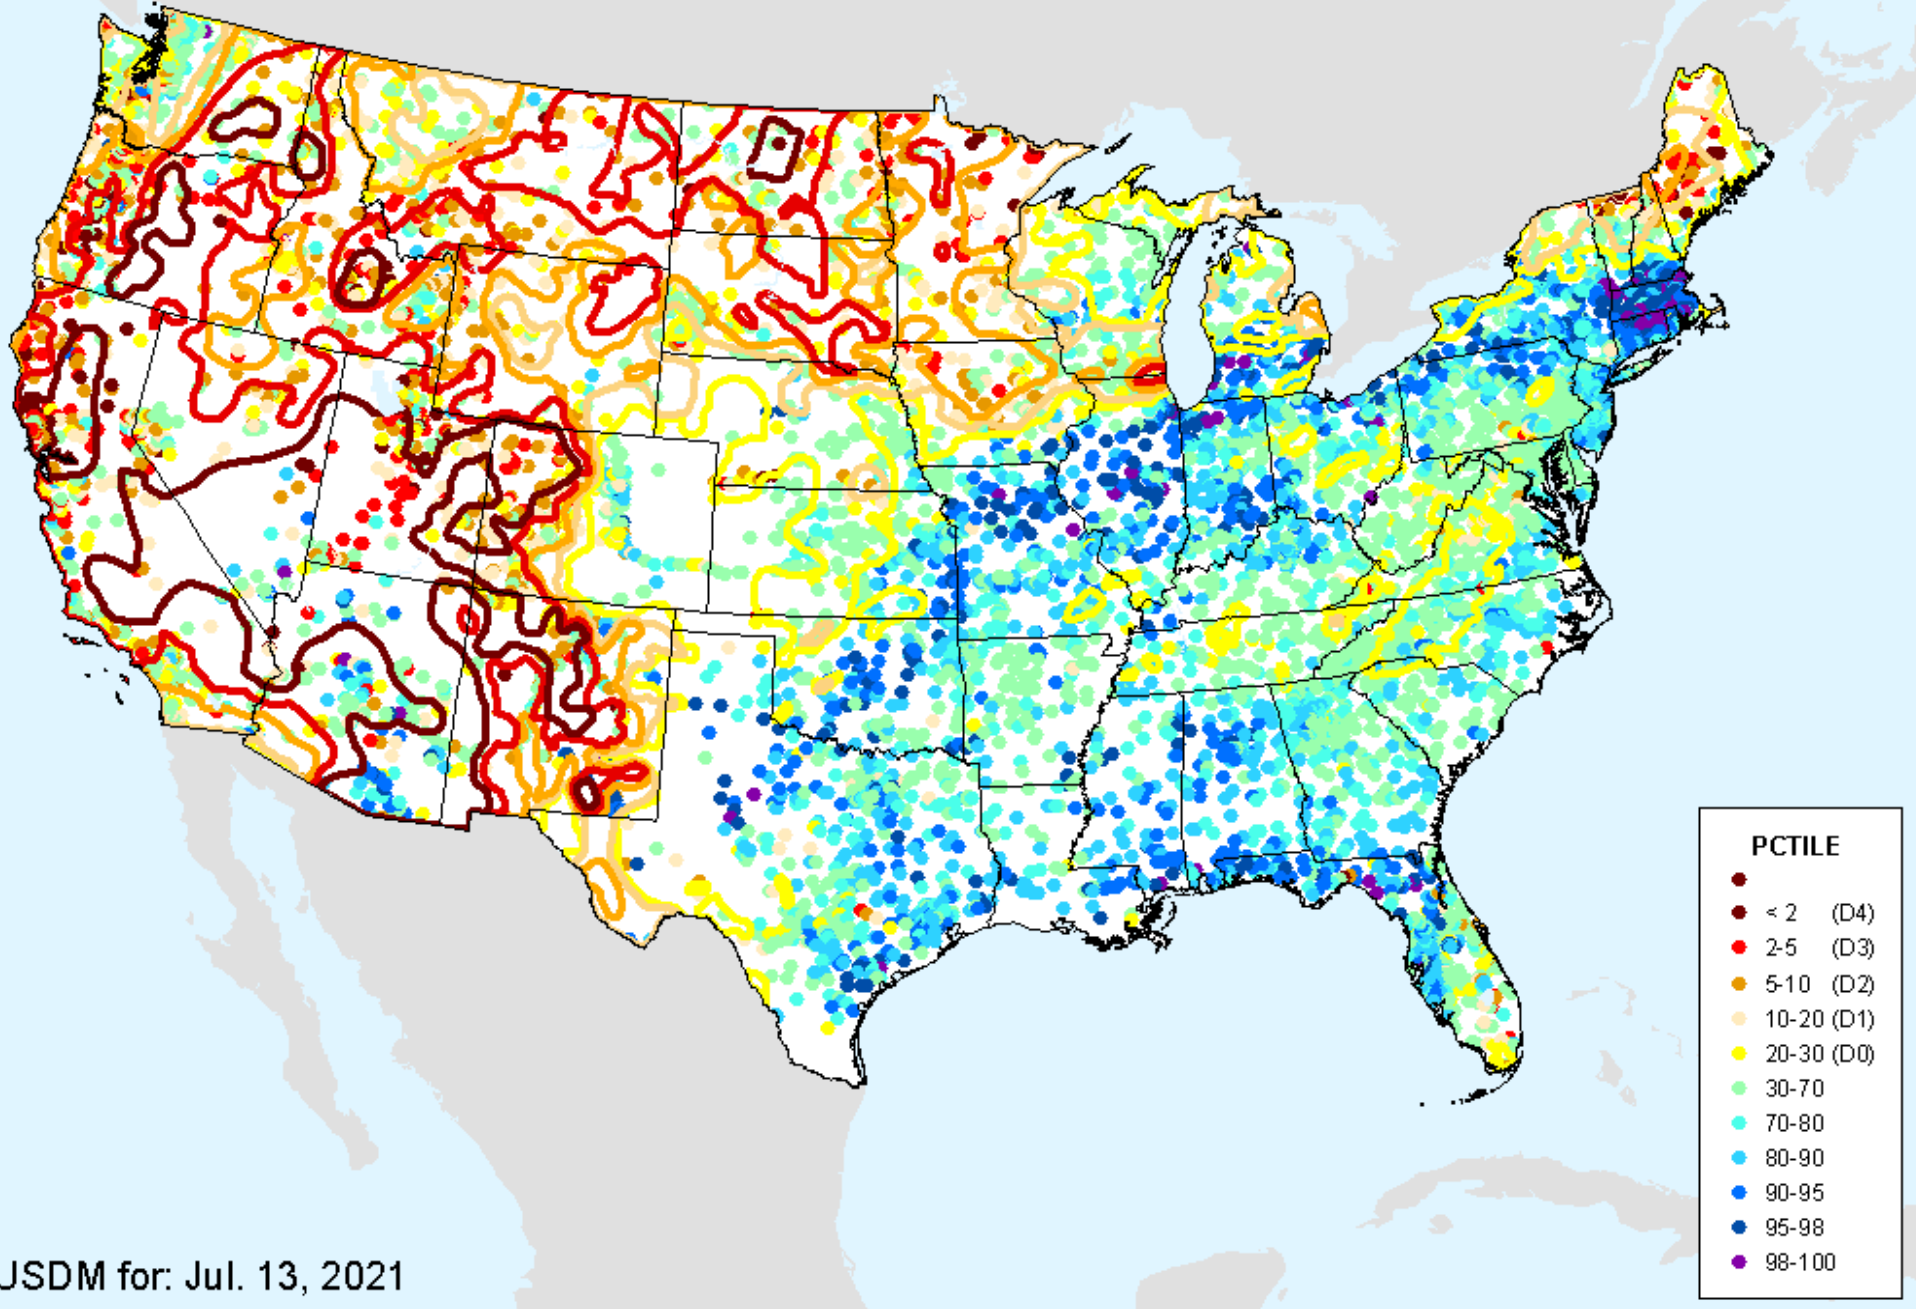 PCTILE
< 2 (D4)
2-5 (D3)
5-10 (D2)
10-20 (D1)
20-30 (D0)
30-70
70-80
80-90
90-95
95-98
98-100
USDM for: Jul. 13, 2021